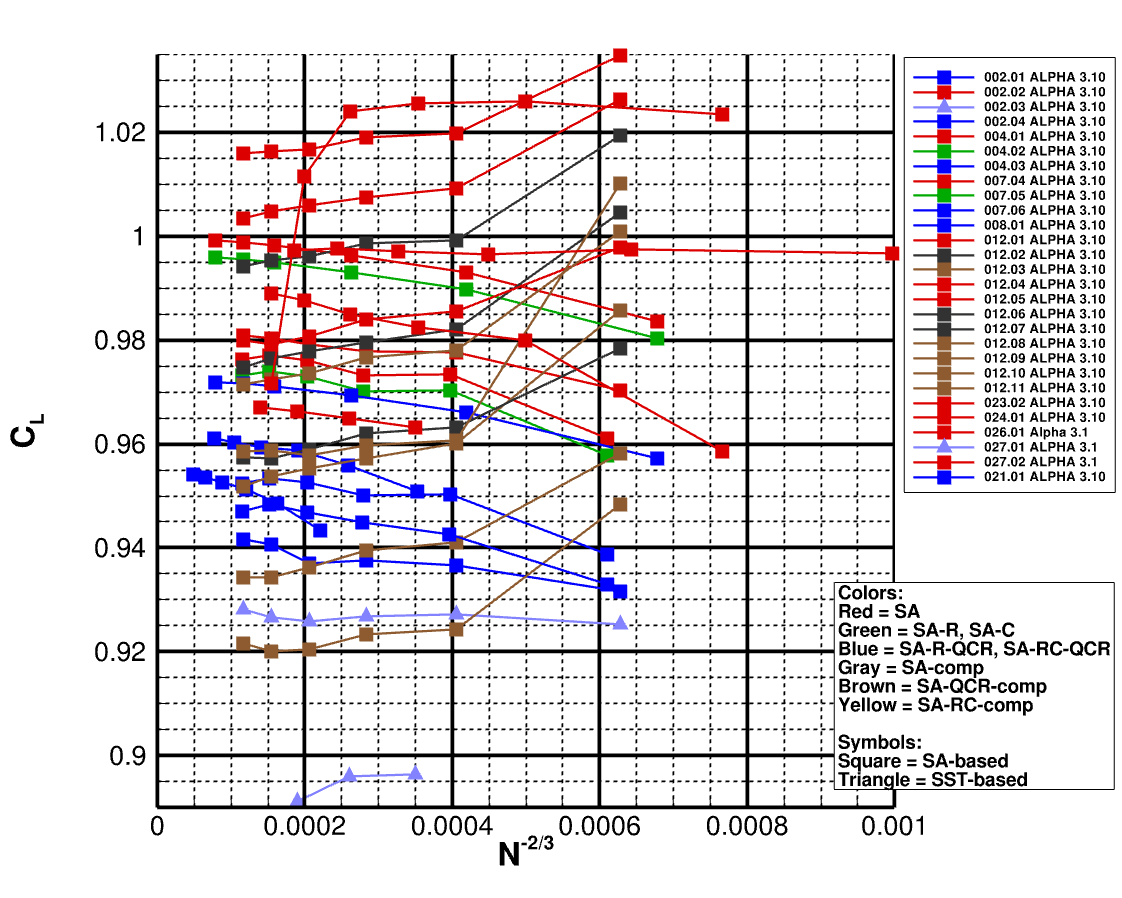 002.01 ALPHA 3.10
002.02 ALPHA 3.10
002.03 ALPHA 3.10
002.04 ALPHA 3.10
004.01 ALPHA 3.10
004.02 ALPHA 3.10
004.03 ALPHA 3.10
007.04 ALPHA 3.10
007.05 ALPHA 3.10
007.06 ALPHA 3.10
008.01 ALPHA 3.10
012.01 ALPHA 3.10
012.02 ALPHA 3.10
012.03 ALPHA 3.10
012.04 ALPHA 3.10
012.05 ALPHA 3.10
012.06 ALPHA 3.10
012.07 ALPHA 3.10
012.08 ALPHA 3.10
012.09 ALPHA 3.10
012.10 ALPHA 3.10
012.11 ALPHA 3.10
023.02 ALPHA 3.10
024.01 ALPHA 3.10
026.01 Alpha 3.1
027.01 ALPHA 3.1
027.02 ALPHA 3.1
021.01 ALPHA 3.10
1.02
1
0.98
0.96
0.94
0.92
0.9
CL
Colors:
Red = SA
Green = SA-R, SA-C
Blue = SA-R-QCR, SA-RC-QCR
Gray = SA-comp
Brown = SA-QCR-comp
Yellow = SA-RC-comp
Symbols:
Square = SA-based
Triangle = SST-based
0 0.0002 0.0004 0.0006 0.0008 0.001
N-2/3